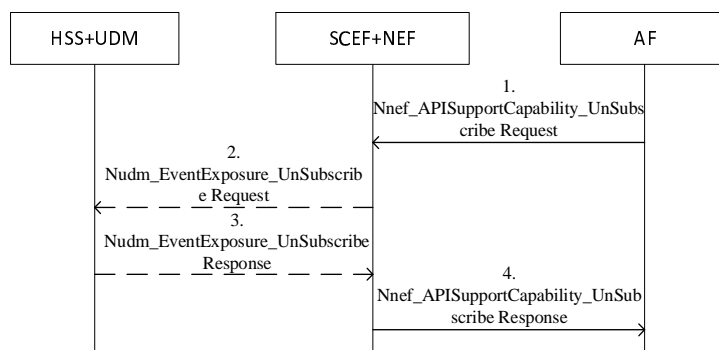 HSS+UDM
SCEF+NEF
AF
1.
Nnef_APISupportCapability_UnSubs
cribe Request
2.
Nudm_EventExposure_UnSubscrib
e Request
3.
Nudm_EventExposure_UnSubscribe
Response
4.
Nnef_APISupportCapability_UnSub
scribe Response